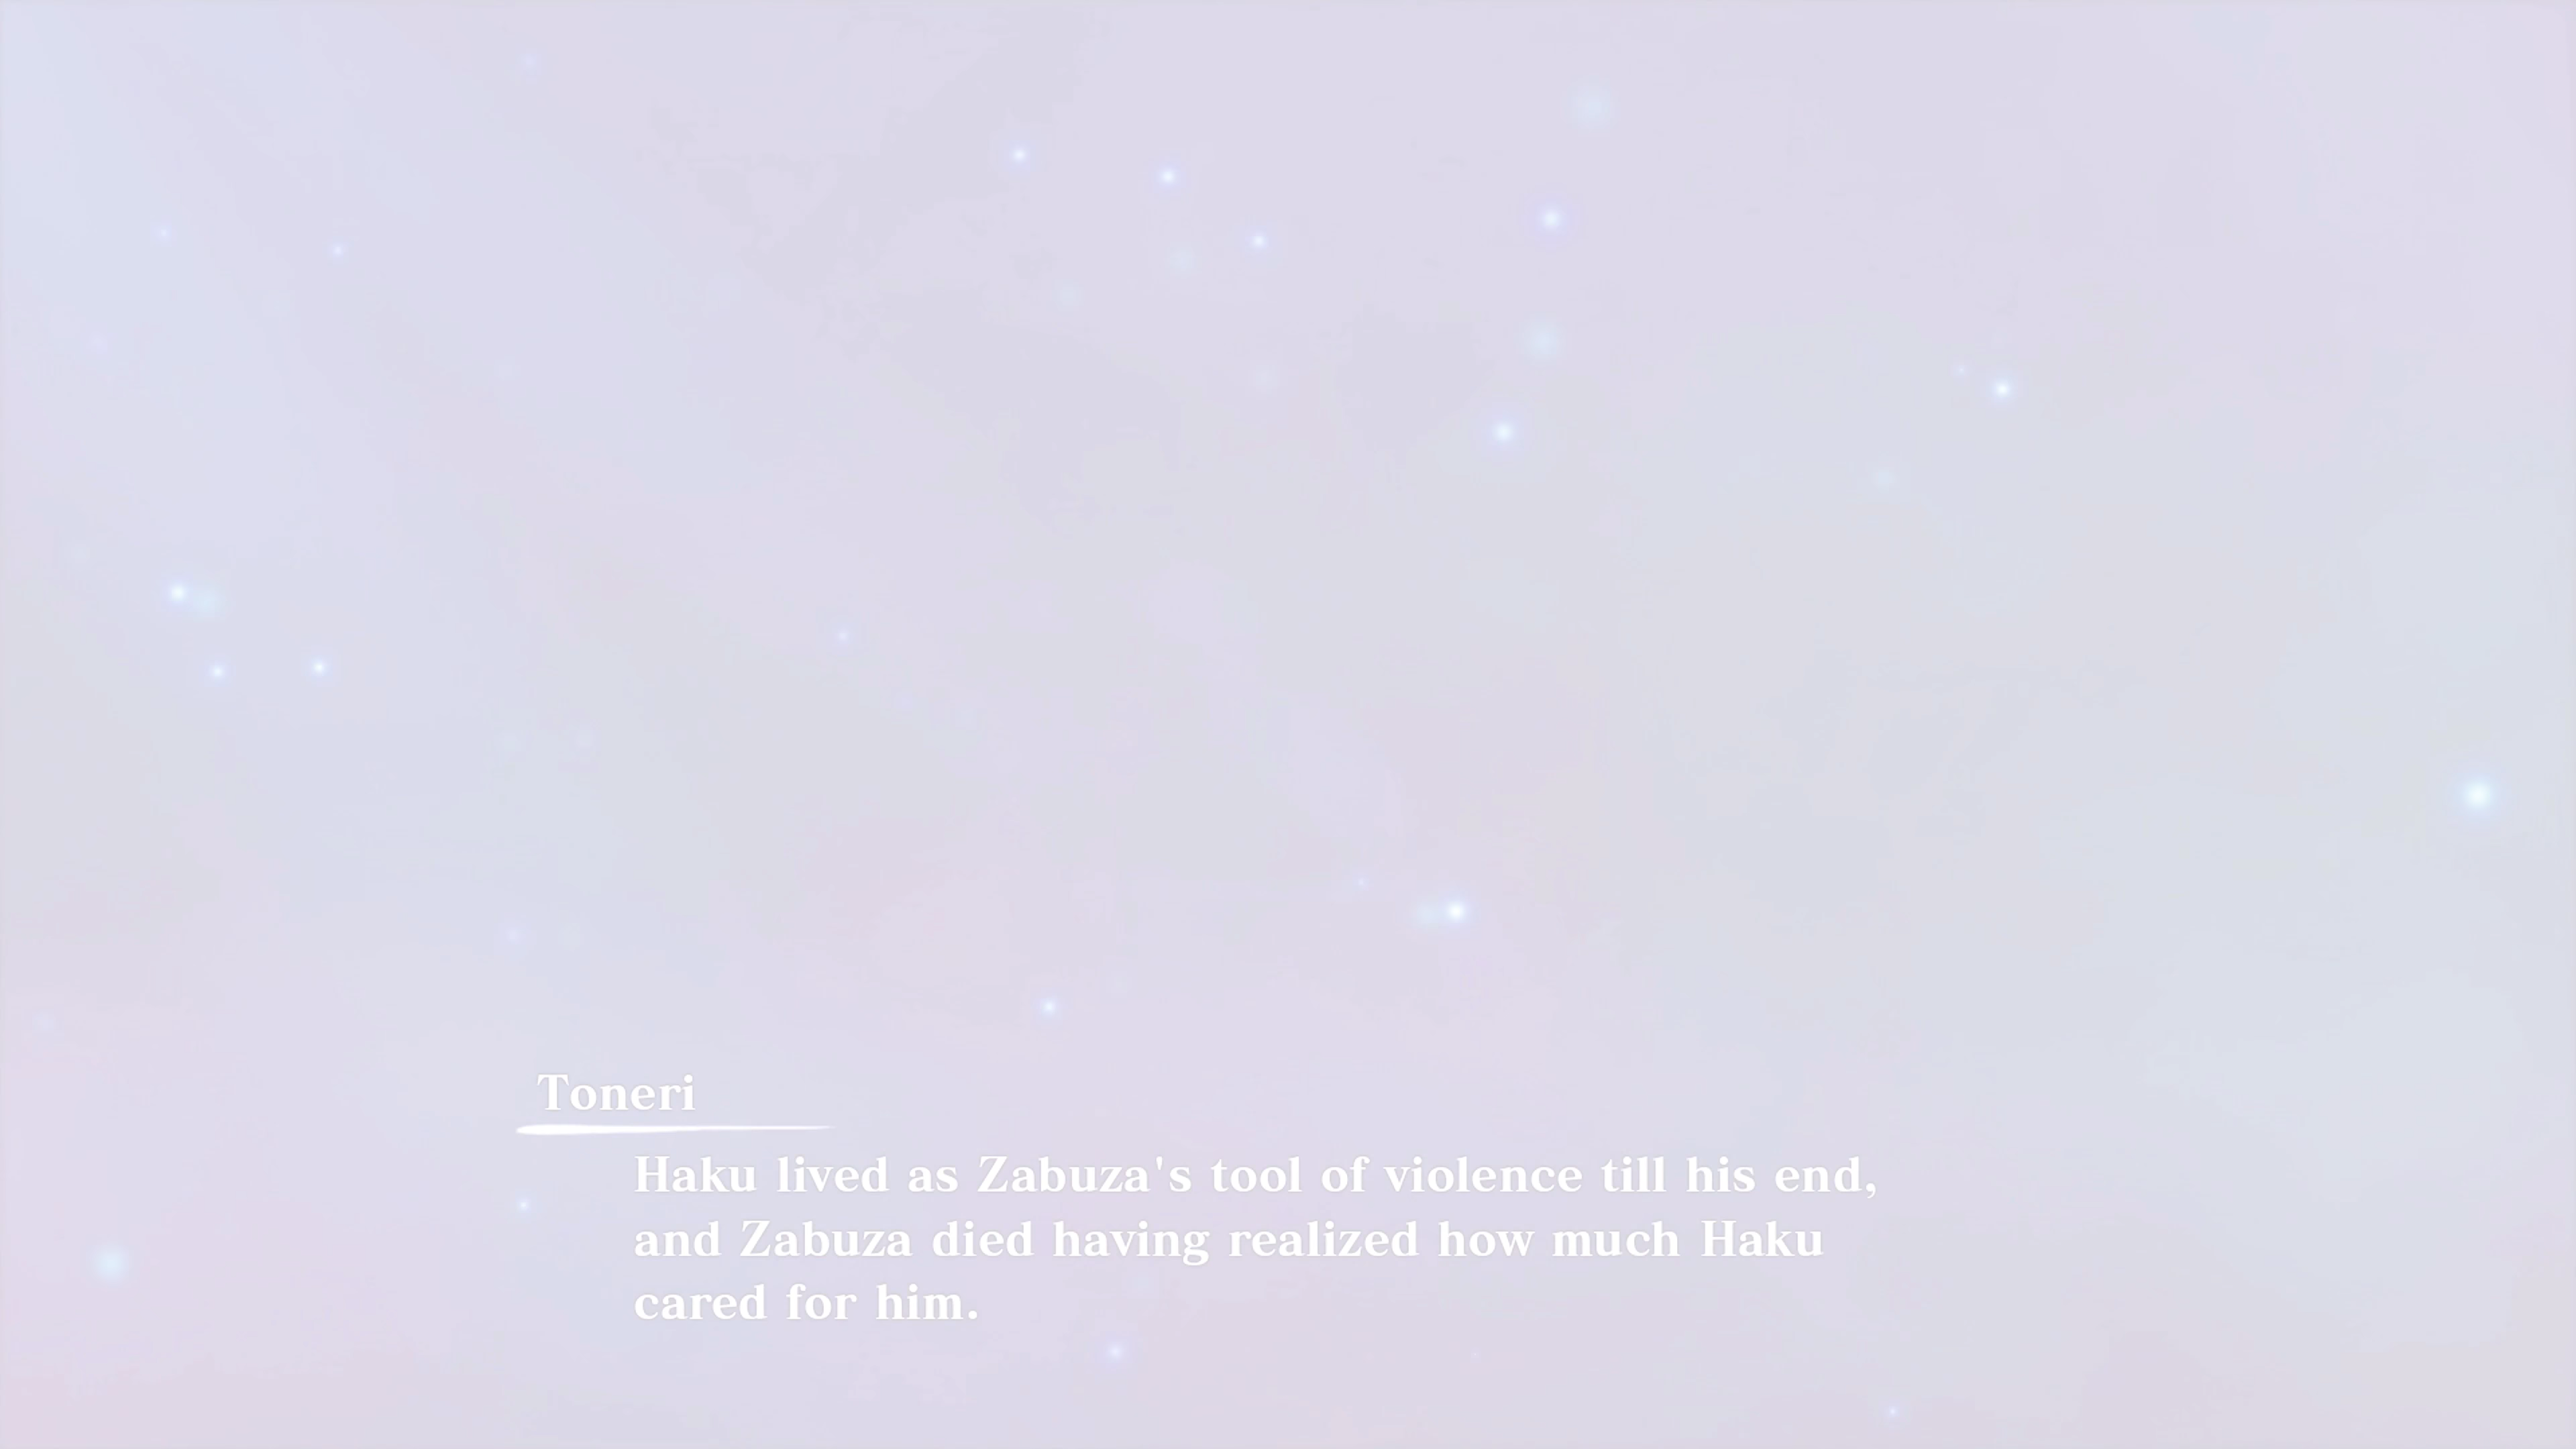 Toneri
Haku lived as Zabuza's tool of violence till his end,
and Zabuza died having realized how much Haku
cared for him.